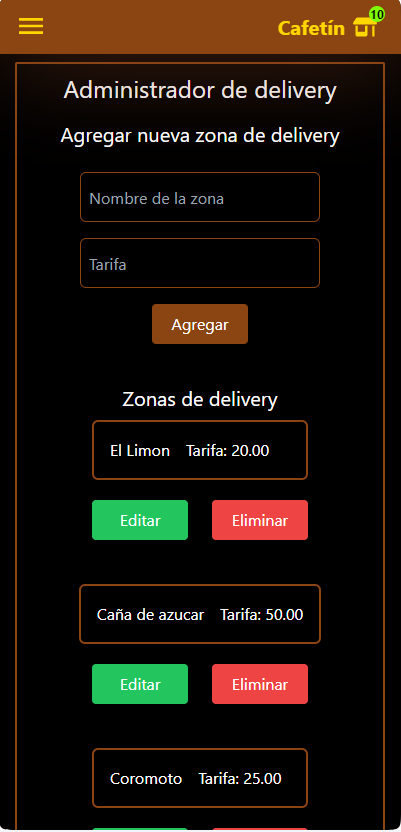 Cafetín 10
Administrador de delivery
Agregar nueva zona de delivery
Nombre de la zona
Tarifa
Agregar
Zonas de delivery
El Limon Tarifa: 20.00
Editar Eliminar
Caña de azucar Tarifa: 50.00
Editar Eliminar
Coromoto Tarifa: 25.00